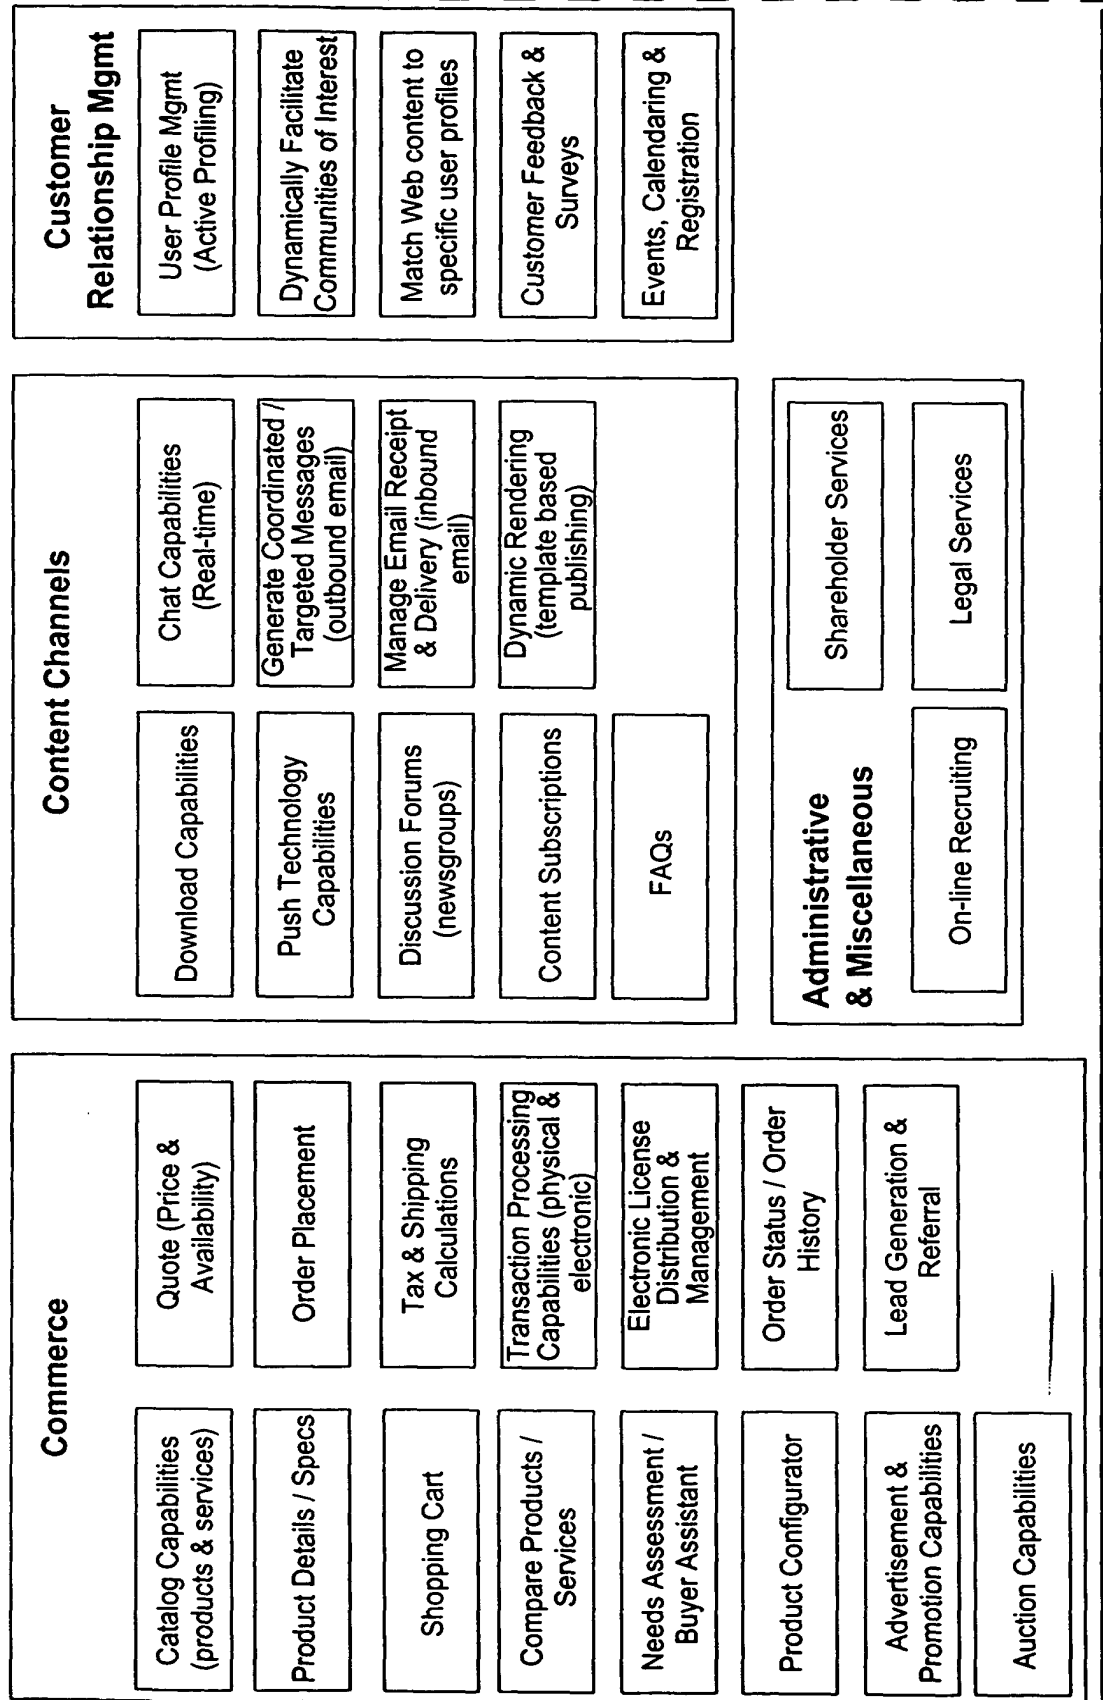 Commerce
Catalog Capabilities
(products & services)
Product Details / Specs
Shopping Cart
Compare Products /
Services
Needs Assessment /
Buyer Assistant
Product Configurator
Advertisement &
Promotion Capabilities
Auction Capabilities
Quote (Price &
Availability)
Order Placement
Tax & Shipping
Calculations
Transaction Processing
Capabilities (physical &
electronic)
Electronic License
Distribution &
Management
Order Status / Order
History
Lead Generation &
Referral
Content Channels
Download Capabilities
Push Technology
Capabilities
Discussion Forums
(newsgroups)
Content Subscriptions
FAQs
Chat Capabilities
(Real-time)
Generate Coordinated /
Targeted Messages
(outbound email)
Manage Email Receipt
& Delivery (inbound
email)
Dynamic Rendering
(template based
publishing)
Administrative
& Miscellaneous
On-line Recruiting
Shareholder Services
Legal Services
Customer
Relationship Mgmt
User Profile Mgmt
(Active Profiling)
Dynamically Facilitate
Communities of Interest
Match Web content to
specific user profiles
Customer Feedback &
Surveys
Events, Calendaring &
Registration